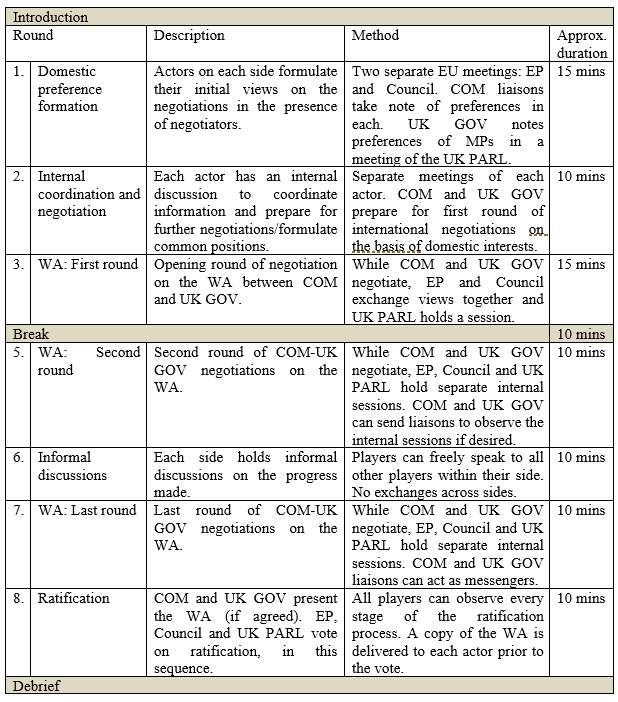 Introduction
Round Description Method Approx. duration
1. Domestic preference formation
Actors on each side formulate
their initial views on the
negotiations in the presence
of negotiators.
Two separate EU meetings: EP
and Council. COM liaisons
take note of preferences in
each. UK GOV notes
preferences of MPs in a
meeting of the UK PARL.
15 mins
2. Internal
coordination and
negotiation
Each actor has an internal
discussion to coordinate
information and prepare for
further negotiations/formulate
common positions.
Separate meetings of each
actor. COM and UK GOV
prepare for first round of
international negotiations on
the basis of domestic interests.
10 mins
3. WA: First round
Opening round of negotiation
on the WA between COM
and UK GOV.
While COM and UK GOV
negotiate, EP and Council
exchange views together and
UK PARL holds a session.
15 mins
Break 10 mins
5. WA: Second
round
Second round of COM-UK
GOV negotiations on the
WA.
While COM and UK GOV
negotiate, EP, Council and UK
PARL hold separate internal
sessions. COM and UK GOV
can send liaisons to observe the
internal sessions if desired.
10 mins
6. Informal
discussions
Each side holds informal
discussions on the progress
made.
Players can freely speak to all
other players within their side.
No exchanges across sides.
10 mins
7. WA: Last round
Last round of COM-UK
GOV negotiations on the
WA.
While COM and UK GOV
negotiate, EP, Council and UK
PARL hold separate internal
sessions. COM and UK GOV
liaisons can act as messengers.
10 mins
8. Ratification
COM and UK GOV present
the WA (if agreed). EP,
Council and UK PARL vote
on ratification, in this
sequence.
All players can observe every
stage of the ratification
process. A copy of the WA is
delivered to each actor prior to
the vote.
10 mins
Debrief